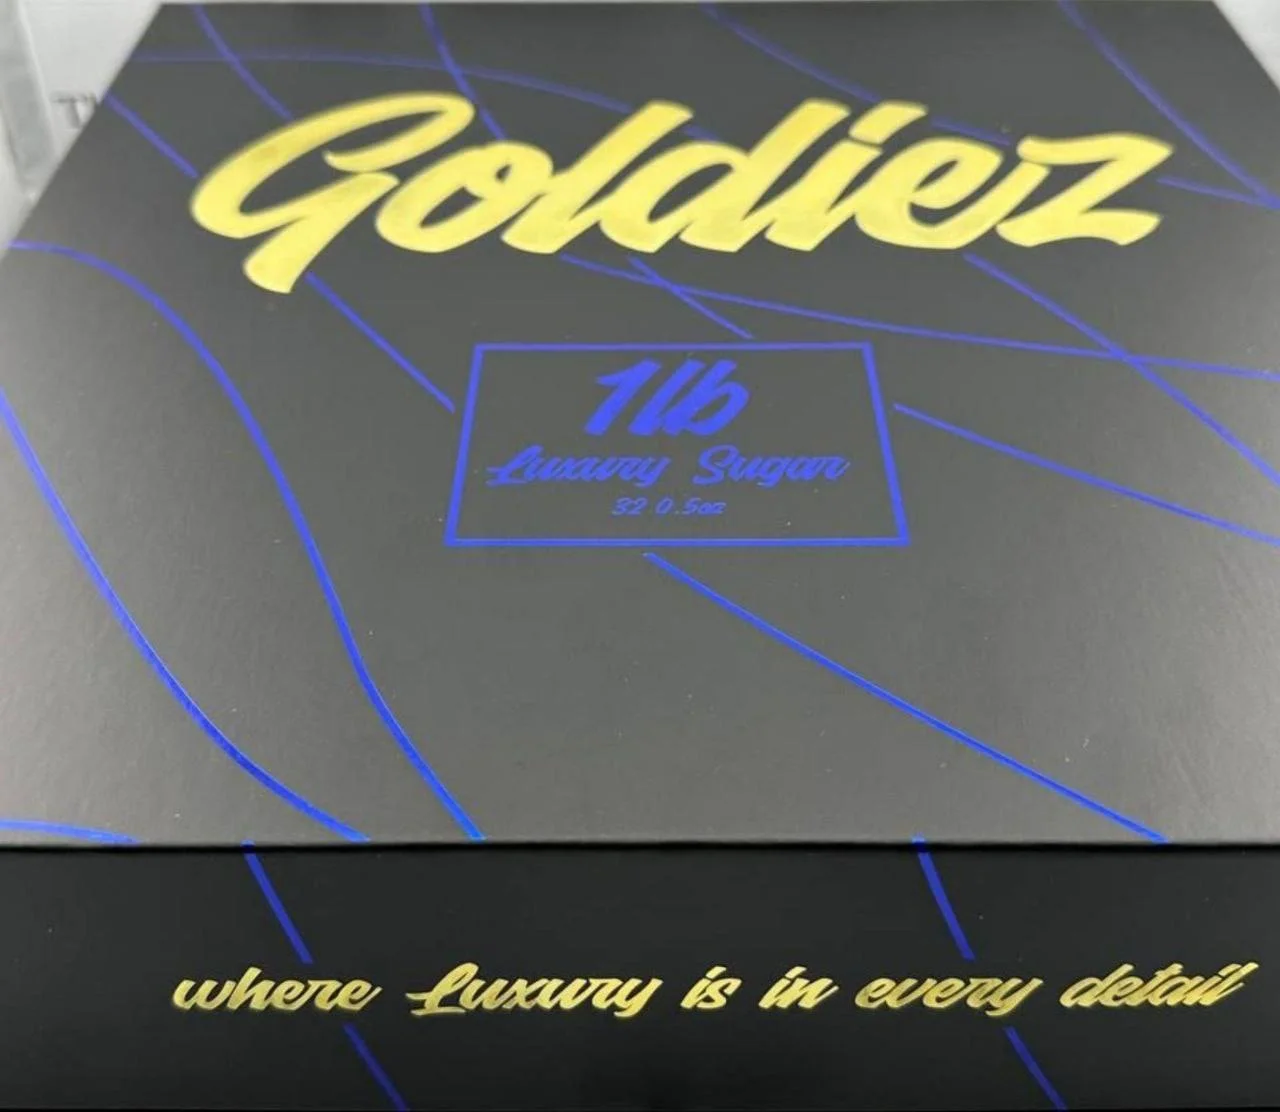 Goldiez
1lb
Luxury Sugar
32 0.5oz
where Luxury is in every detail